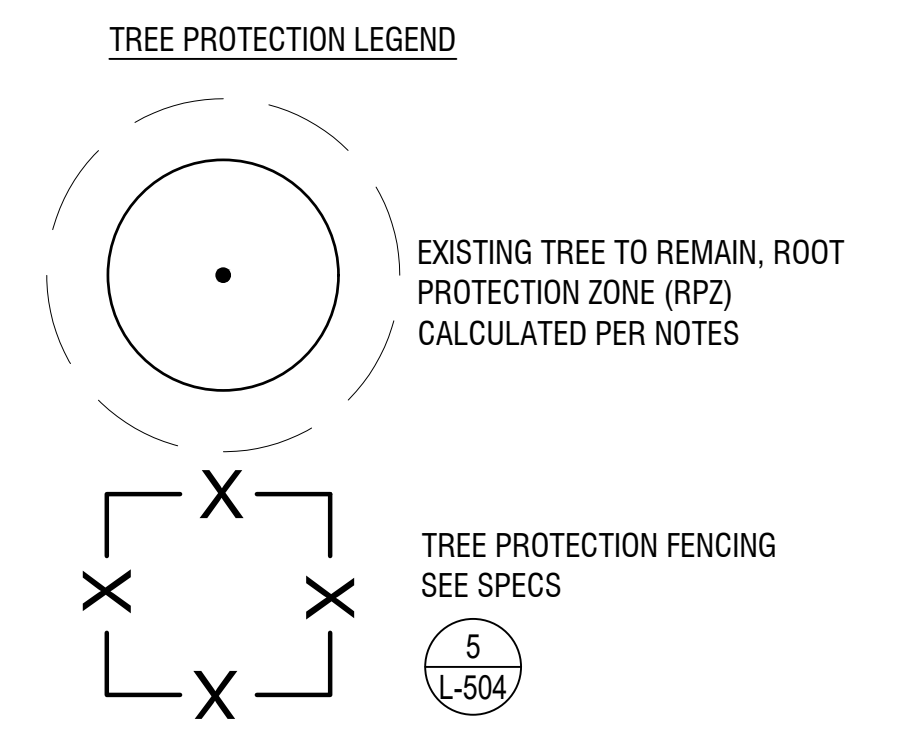 TREE PROTECTION LEGEND
EXISTING TREE TO REMAIN, ROOT
PROTECTION ZONE (RPZ)
CALCULATED PER NOTES
X
X
X
X
TREE PROTECTION FENCING
SEE SPECS
5
L-504